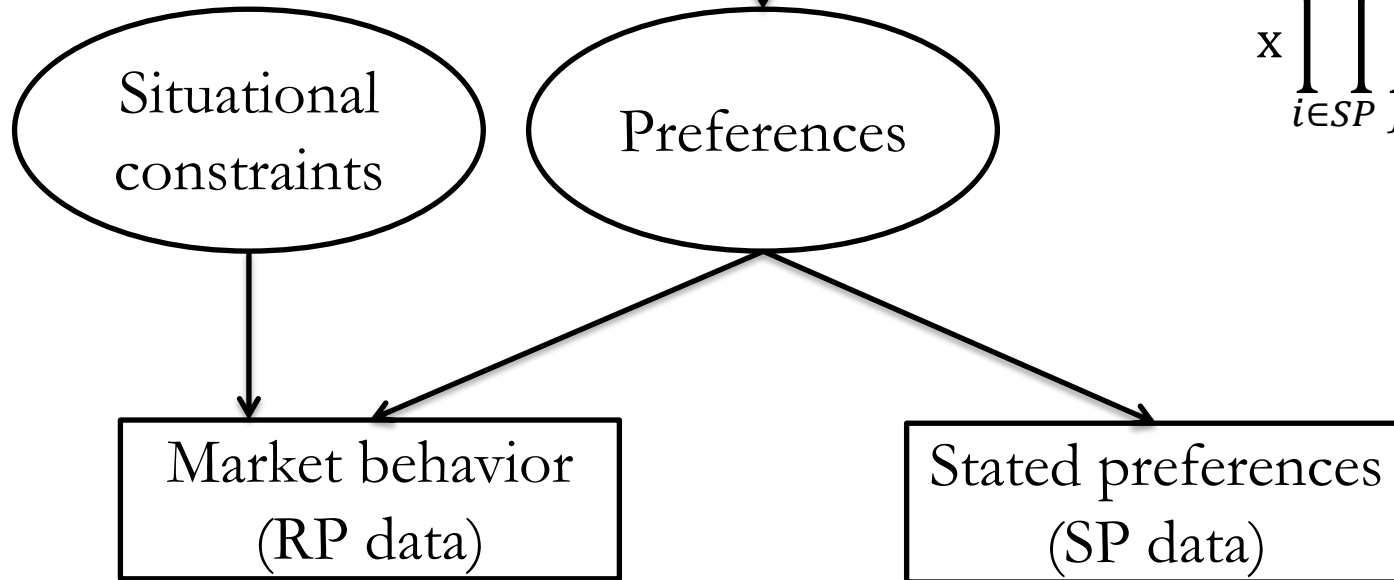 Situational
constraints
Preferences
x ∏
i∈SP
Market behavior
(RP data)
Stated preferences
(SP data)